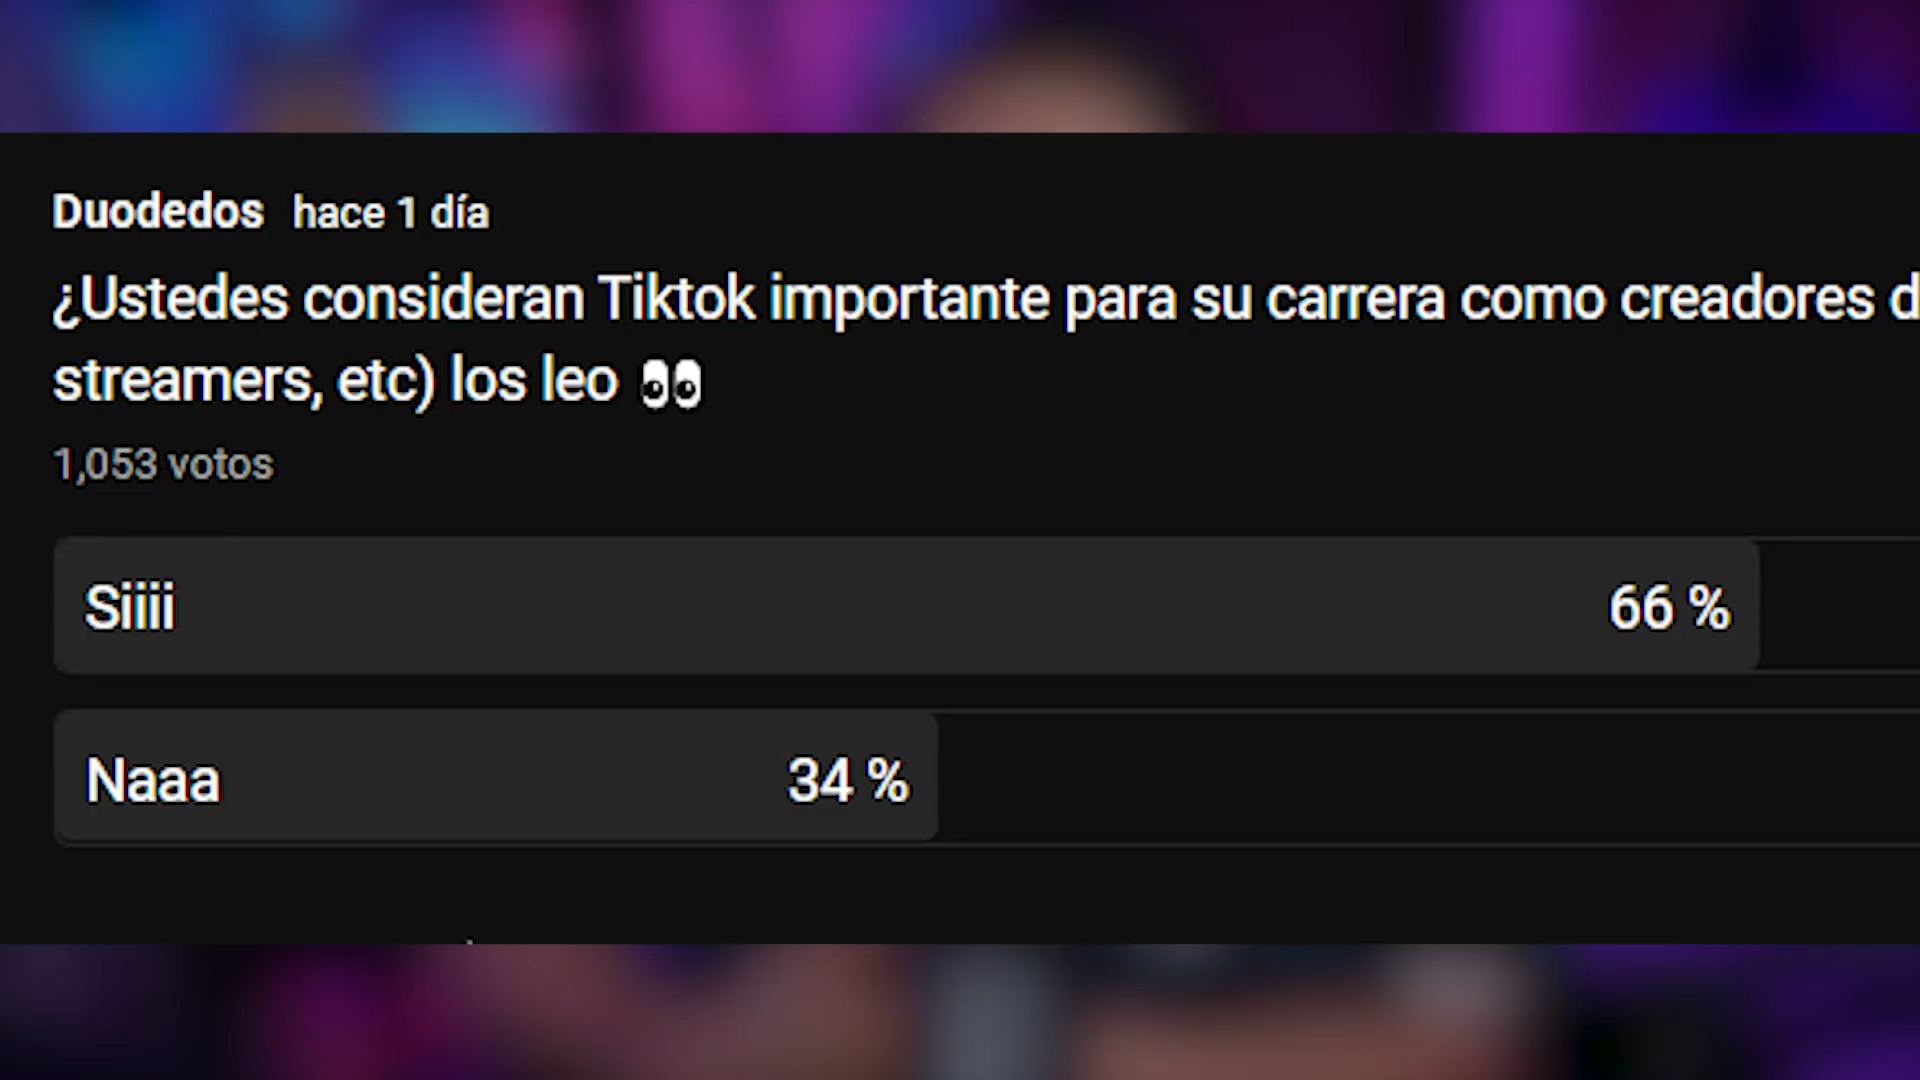 Duodedos hace 1 día
¿Ustedes consideran Tiktok importante para su carrera como creadores
streamers, etc) los leo 👀
1,053 votos
Siiii 66 %
Naaa 34 %